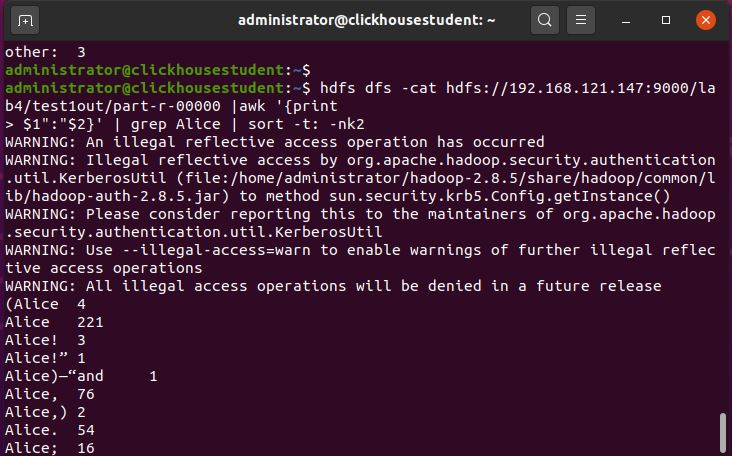 administrator@clickhousestudent: ~
other:  3
administrator@clickhousestudent:~$
administrator@clickhousestudent:~$ hdfs dfs -cat hdfs://192.168.121.147:9000/la
b4/test1out/part-r-00000 |awk '{print
> $1":"$2}' | grep Alice | sort -t: -nk2
WARNING: An illegal reflective access operation has occurred
WARNING: Illegal reflective access by org.apache.hadoop.security.authentication
.util.KerberosUtil (file:/home/administrator/hadoop-2.8.5/share/hadoop/common/l
ib/hadoop-auth-2.8.5.jar) to method sun.security.krb5.Config.getInstance()
WARNING: Please consider reporting this to the maintainers of org.apache.hadoop
.security.authentication.util.KerberosUtil
WARNING: Use --illegal-access=warn to enable warnings of further illegal reflec
tive access operations
WARNING: All illegal access operations will be denied in a future release
(Alice  4
Alice   221
Alice!  3
Alice!” 1
Alice)—“and     1
Alice,  76
Alice,) 2
Alice.  54
Alice;  16